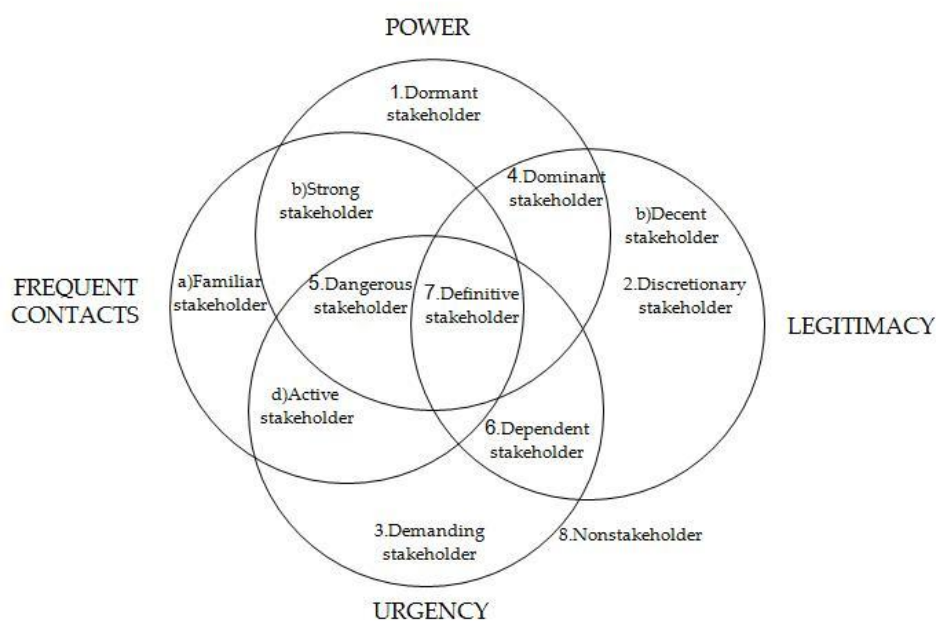 POWER
1.Dormant
stakeholder
b)Strong
stakeholder
4.Dominant
stakeholder
b)Decent
stakeholder
FREQUENT
CONTACTS
a)Familiar
stakeholder
5.Dangerous
stakeholder
7.Definitive
stakeholder
2.Discretionary
stakeholder
LEGITIMACY
d)Active
stakeholder
6.Dependent
stakeholder
3.Demanding
stakeholder
8.Nonstakeholder
URGENCY